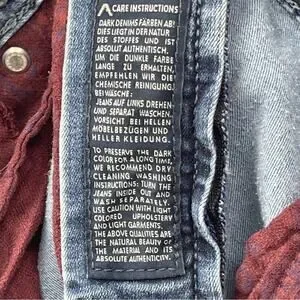 CARE INSTRUCTIONS
DARK DENIMS FÄRBEN AB!
DIES LIEGT IN DER NATUR
DES STOFFES UND IST
ABSOLUT AUTHENTISCH.
UM DIE DUNKLE FARBE
LANGE ZU ERHALTEN,
EMPFEHLEN WIR DIE
CHEMISCHE REINIGUNG.
BEI WÄSCHE:
JEANS AUF LINKS DREHEN
UND SEPARAT WASCHEN.
VORSICHT BEI HELLEN
MÖBELBEZÜGEN UND
HELLER KLEIDUNG.
TO PRESERVE THE DARK
COLOR FOR A LONG TIME,
WE RECOMMEND DRY
CLEANING. WASHING
INSTRUCTIONS: TURN THE
JEANS INSIDE OUT AND
WASH SEPARATELY.
USE CAUTION WITH LIGHT
COLORED UPHOLSTERY
AND LIGHT GARMENTS.
THE ABOVE QUALITIES ARE
THE NATURAL BEAUTY OF
THE MATERIAL AND ITS
ABSOLUTE AUTHENTICITY.